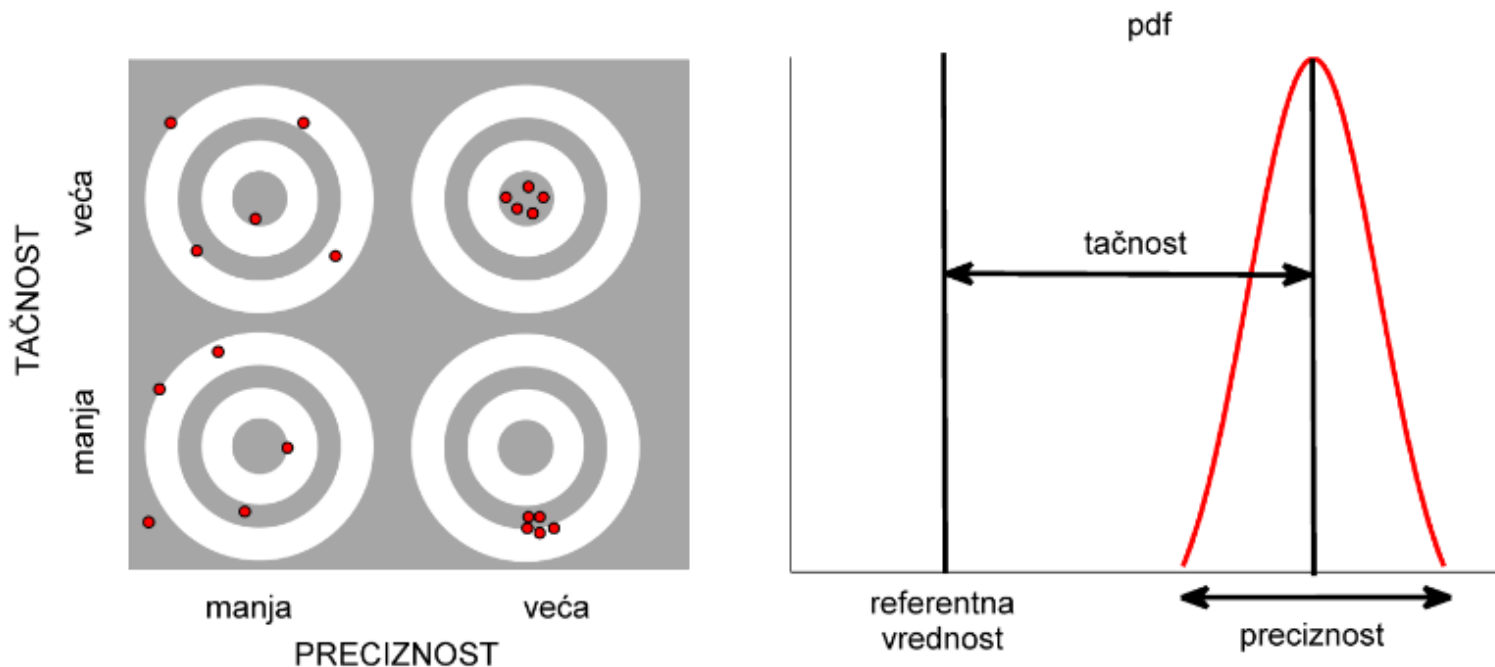 TAČNOST
veća
manja
manja
veća
PRECIZNOST
pdf
tačnost
referentna
vrednost
preciznost